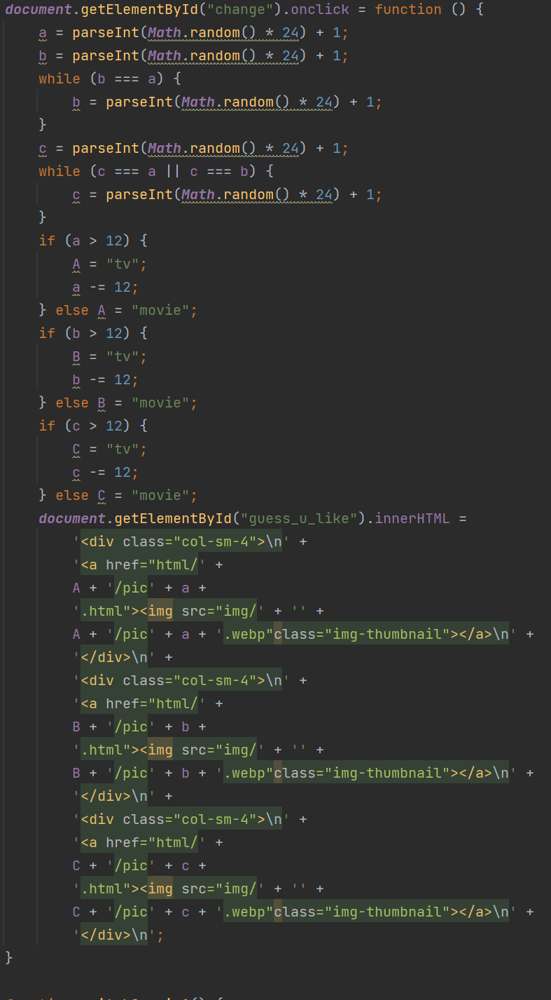 document.getElementById("change").onclick = function () {
    a = parseInt(Math.random() * 24) + 1;
    b = parseInt(Math.random() * 24) + 1;
    while (b === a) {
        b = parseInt(Math.random() * 24) + 1;
    }
    c = parseInt(Math.random() * 24) + 1;
    while (c === a || c === b) {
        c = parseInt(Math.random() * 24) + 1;
    }
    if (a > 12) {
        A = "tv";
        a -= 12;
    } else A = "movie";
    if (b > 12) {
        B = "tv";
        b -= 12;
    } else B = "movie";
    if (c > 12) {
        C = "tv";
        c -= 12;
    } else C = "movie";
    document.getElementById("guess_u_like").innerHTML =
        '<div class="col-sm-4">\n' +
        '<a href="html/' +
        A + '/pic' + a +
        '.html"><img src="img/' + '' +
        A + '/pic' + a + '.webp"class="img-thumbnail"></a>\n' +
        '</div>\n' +
        '<div class="col-sm-4">\n' +
        '<a href="html/' +
        B + '/pic' + b +
        '.html"><img src="img/' + '' +
        B + '/pic' + b + '.webp"class="img-thumbnail"></a>\n' +
        '</div>\n' +
        '<div class="col-sm-4">\n' +
        '<a href="html/' +
        C + '/pic' + c +
        '.html"><img src="img/' + '' +
        C + '/pic' + c + '.webp"class="img-thumbnail"></a>\n' +
        '</div>\n';
}